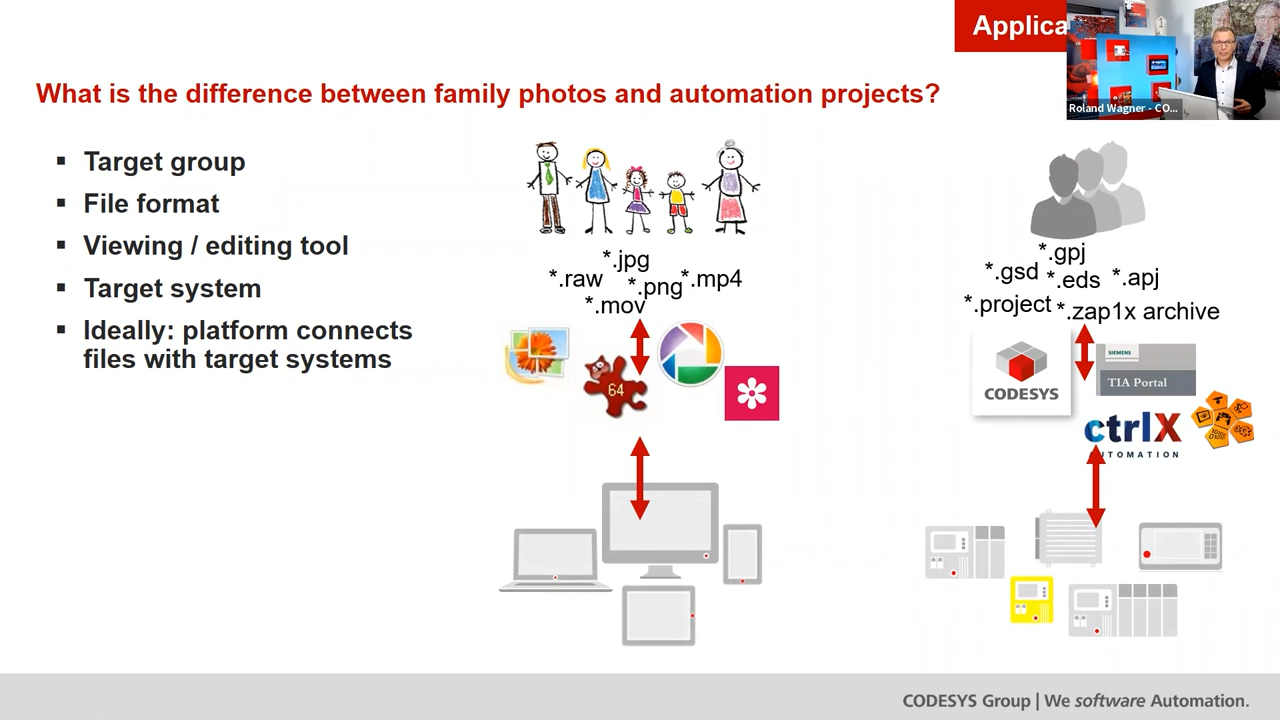 Applica
Roland Wagner - CO...
What is the difference between family photos and automation projects?
▪ Target group
▪ File format
▪ Viewing / editing tool
▪ Target system
▪ Ideally: platform connects
files with target systems
*.jpg
*.raw *.png *.mp4
*.mov
64
*.gpj
*.gsd *.eds *.apj
*.project *.zap1x archive
CODESYS
SIEMENS
TIA Portal
ctrlX
AUTOMATION
CODESYS Group | We software Automation.